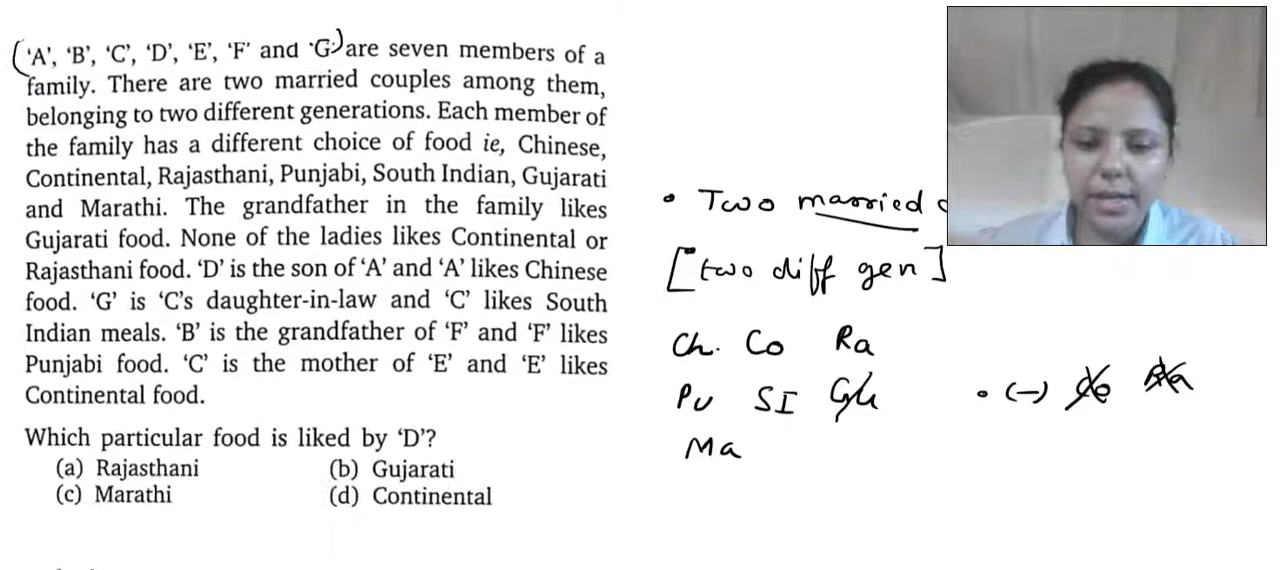 'A', 'B', 'C', 'D', 'E', 'F' and 'G' are seven members of a
family. There are two married couples among them,
belonging to two different generations. Each member of
the family has a different choice of food ie, Chinese,
Continental, Rajasthani, Punjabi, South Indian, Gujarati
and Marathi. The grandfather in the family likes
Gujarati food. None of the ladies likes Continental or
Rajasthani food. 'D' is the son of 'A' and 'A' likes Chinese
food. 'G' is 'C's daughter-in-law and 'C' likes South
Indian meals. 'B' is the grandfather of 'F' and 'F' likes
Punjabi food. 'C' is the mother of 'E' and 'E' likes
Continental food.
Which particular food is liked by 'D'?
(a) Rajasthani
(b) Gujarati
(c) Marathi
(d) Continental
• Two married
[two diff gen]
Ch. Co Ra
Pu SI
Ma
• (−) Co Ra